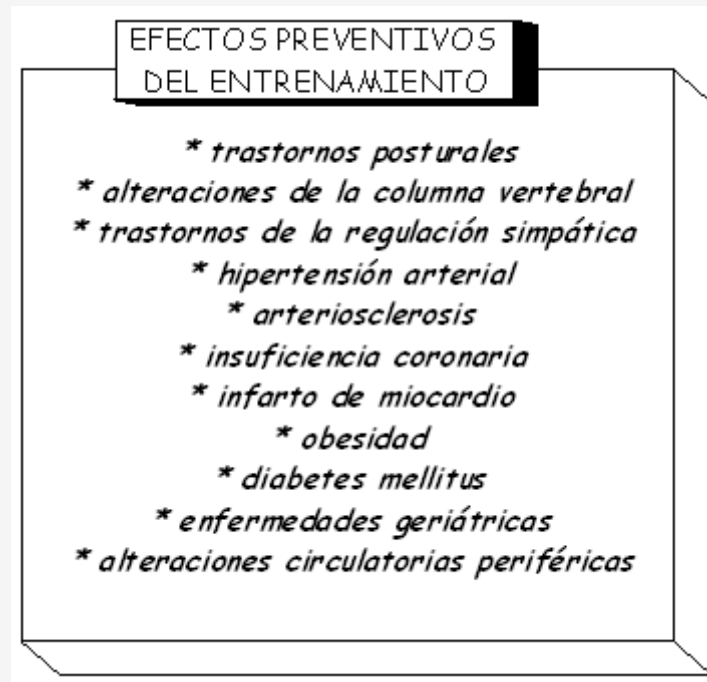 EFECTOS PREVENTIVOS
DEL ENTRENAMIENTO
* trastornos posturales
* alteraciones de la columna vertebral
* trastornos de la regulación simpática
* hipertensión arterial
* arteriosclerosis
* insuficiencia coronaria
* infarto de miocardio
* obesidad
* diabetes mellitus
* enfermedades geriátricas
* alteraciones circulatorias periféricas